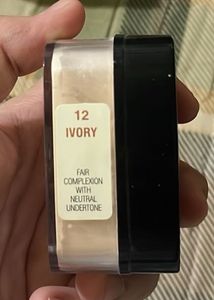 12
IVORY
FAIR
COMPLEXION
WITH
NEUTRAL
UNDERTONE